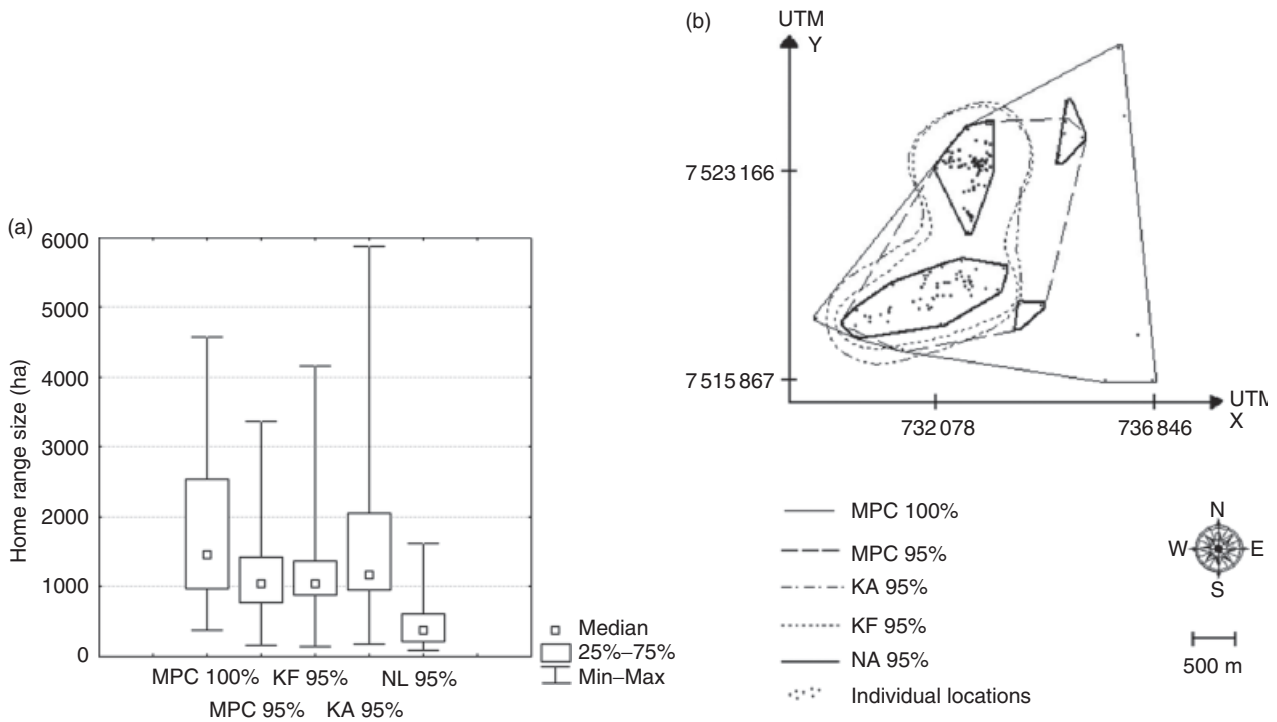 (a)
6000
5000
4000
3000
2000
1000
0
Home range size (ha)
MPC 100% KF 95% NL 95%
MPC 95% KA 95%
Median
25%–75%
Min–Max
(b)
UTM
Y
7 523 166
7 515 867
732 078
736 846
UTM
X
MPC 100%
MPC 95%
KA 95%
KF 95%
NA 95%
Individual locations
N
W
E
S
500 m